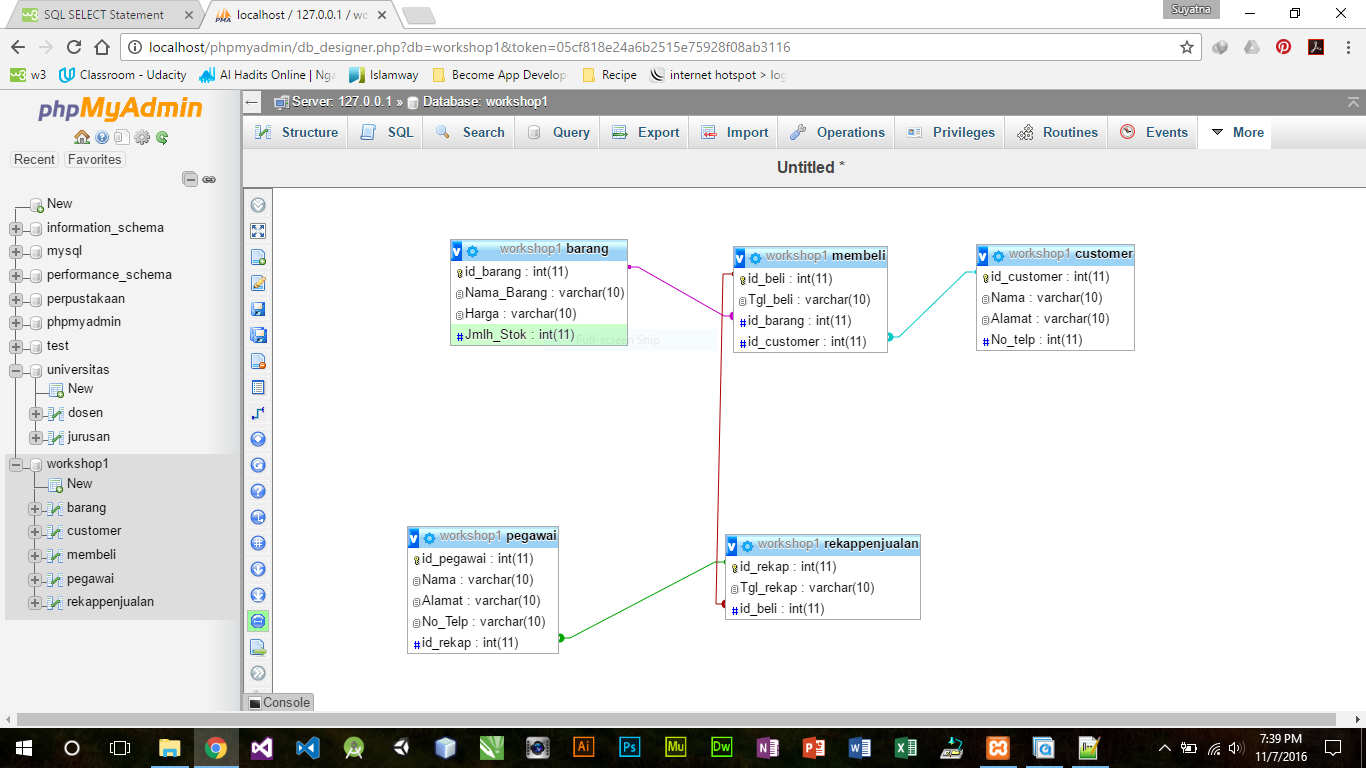 SQL SELECT Statement
localhost / 127.0.0.1 / wo
Suyatna
localhost/phpmyadmin/db_designer.php?db=workshop1&token=05cf818e24a6b2515e75928f08ab3116
w3 Classroom - Udacity Al Hadits Online | Nga Islamway Become App Develop Recipe internet hotspot > log
phpMyAdmin
Recent Favorites
New
information_schema
mysql
performance_schema
perpustakaan
phpmyadmin
test
universitas
New
dosen
jurusan
workshop1
New
barang
customer
membeli
pegawai
rekappenjualan
Server: 127.0.0.1 » Database: workshop1
Structure SQL Search Query Export Import Operations Privileges Routines Events More
Untitled *
v workshop1 barang
id_barang : int(11)
Nama_Barang : varchar(10)
Harga : varchar(10)
# Jmlh_Stok : int(11)
Full-screen Snip
v workshop1 membeli
id_beli : int(11)
Tgl_beli : varchar(10)
# id_barang : int(11)
# id_customer : int(11)
v workshop1 customer
id_customer : int(11)
Nama : varchar(10)
Alamat : varchar(10)
# No_telp : int(11)
v workshop1 pegawai
id_pegawai : int(11)
Nama : varchar(10)
Alamat : varchar(10)
No_Telp : varchar(10)
# id_rekap : int(11)
v workshop1 rekappenjualan
id_rekap : int(11)
Tgl_rekap : varchar(10)
# id_beli : int(11)
Console
7:39 PM
11/7/2016